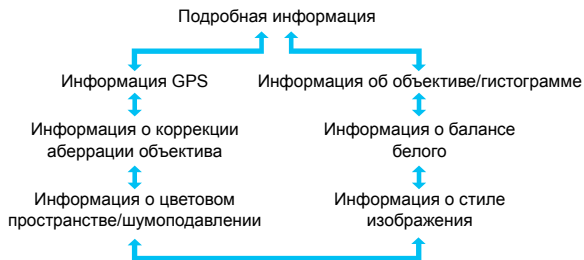 Подробная информация
Информация GPS
Информация об объективе/гистограмме
Информация о коррекции
аберрации объектива
Информация о балансе
белого
Информация о цветовом
пространстве/шумоподавлении
Информация о стиле
изображения